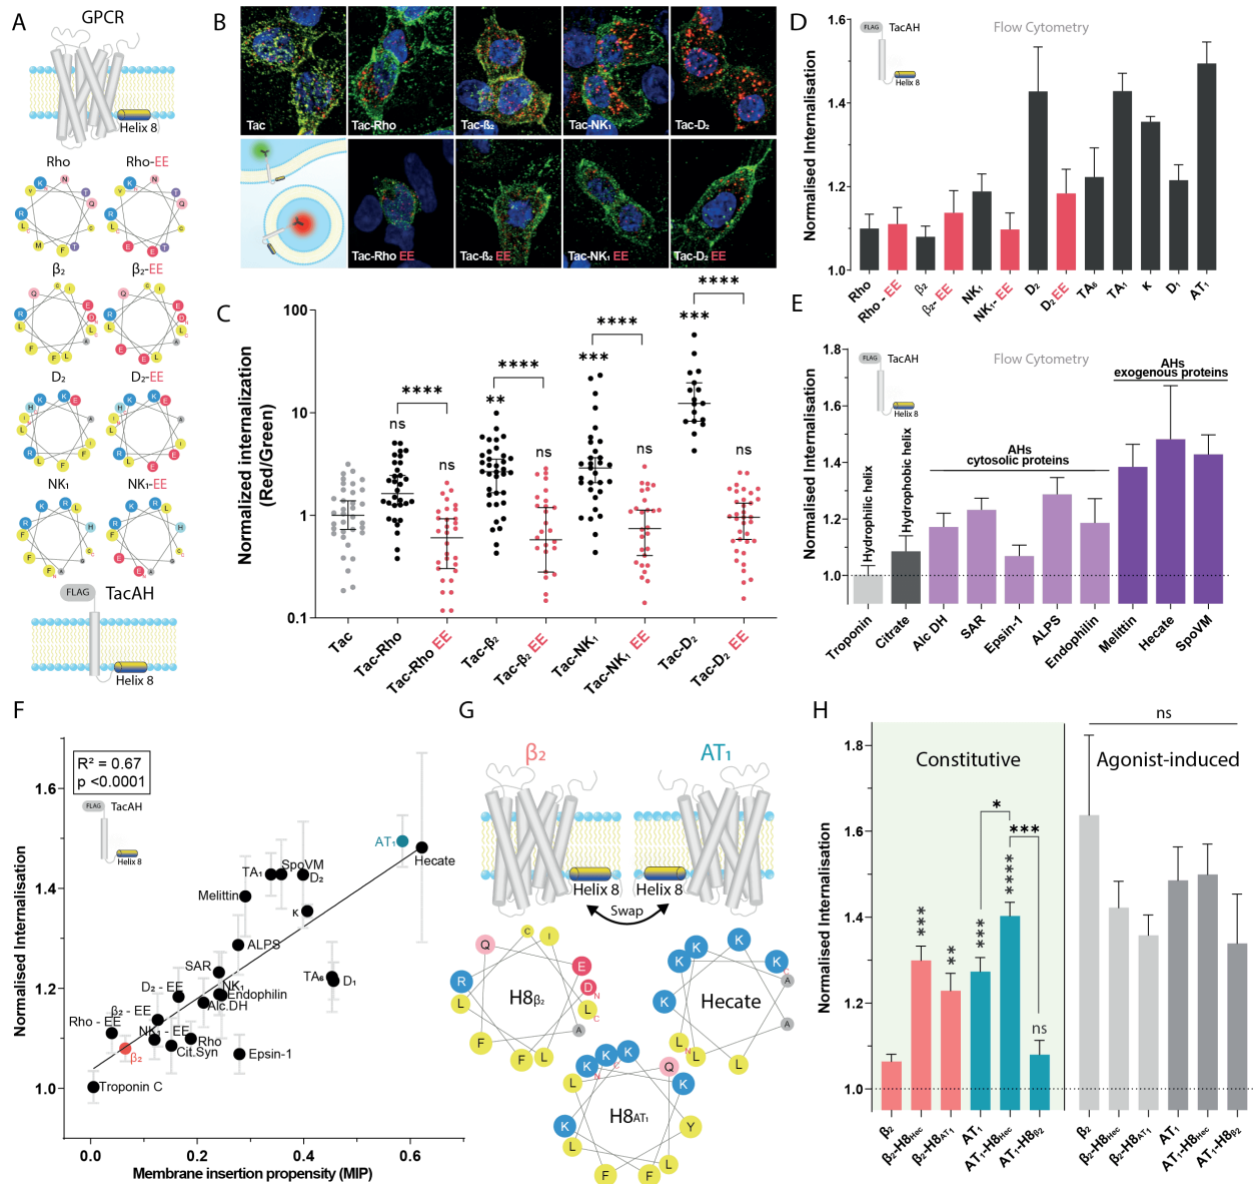 A
GPCR
Helix 8
Rho
Rho-EE
β₂
β₂-EE
D₂
D₂-EE
NK₁
NK₁-EE
FLAG
TacAH
Helix 8
B
Tac
Tac-Rho
Tac-ß₂
Tac-NK₁
Tac-D₂
Tac-Rho EE
Tac-ß₂ EE
Tac-NK₁ EE
Tac-D₂ EE
C
Normalized internalization
(Red/Green)
100
10
1
0.1
ns
****
ns
**
****
ns
***
****
ns
***
****
ns
Tac
Tac-Rho
Tac-Rho EE
Tac-β₂
Tac-β₂ EE
Tac-NK₁
Tac-NK₁ EE
Tac-D₂
Tac-D₂ EE
D
FLAG
TacAH
Helix 8
Flow Cytometry
Normalised Internalisation
1.6
1.4
1.2
1.0
Rho
Rho - EE
β₂
β₂- EE
NK₁
NK₁- EE
D₂
D₂ EE
TA₆
TA₁
K
D₁
AT₁
E
FLAG
TacAH
Helix 8
Flow Cytometry
Normalised Internalisation
1.8
1.6
1.4
1.2
1.0
Hydrophilic helix
Hydrophobic helix
AHs
cytosolic proteins
AHs
exogenous proteins
Troponin
Citrate
Alc DH
SAR
Epsin-1
ALPS
Endophilin
Melittin
Hecate
SpoVM
F
R² = 0.67
p <0.0001
FLAG
TacAH
Helix 8
Normalised Internalisation
1.6
1.4
1.2
1.0
AT₁
Hecate
TA₁
SpoVM
D₂
Melittin
K
ALPS
SAR
TA₆
D₁
D₂ - EE
NK₁
Endophilin
Alc.DH
β₂ - EE
Rho - EE
NK₁ - EE
Rho
β₂
Cit.Syn
Epsin-1
Troponin C
0.0
0.2
0.4
0.6
Membrane insertion propensity (MIP)
G
β₂
AT₁
Helix 8
Helix 8
Swap
Q
C
I
E
D
N
L
C
A
L
F
F
L
R
H8β₂
K
K
K
K
K
A
A
L
L
L
N
Hecate
K
K
K
Q
K
Y
L
F
F
L
L
K
H8AT₁
H
Constitutive
Agonist-induced
ns
Normalised Internalisation
1.8
1.6
1.4
1.2
1.0
***
**
***
****
ns
*
***
β₂
β₂-H8Hec
β₂-H8AT₁
AT₁
AT₁-H8Hec
AT₁-H8β₂
β₂
β₂-H8Hec
β₂-H8AT₁
AT₁
AT₁-H8Hec
AT₁-H8β₂